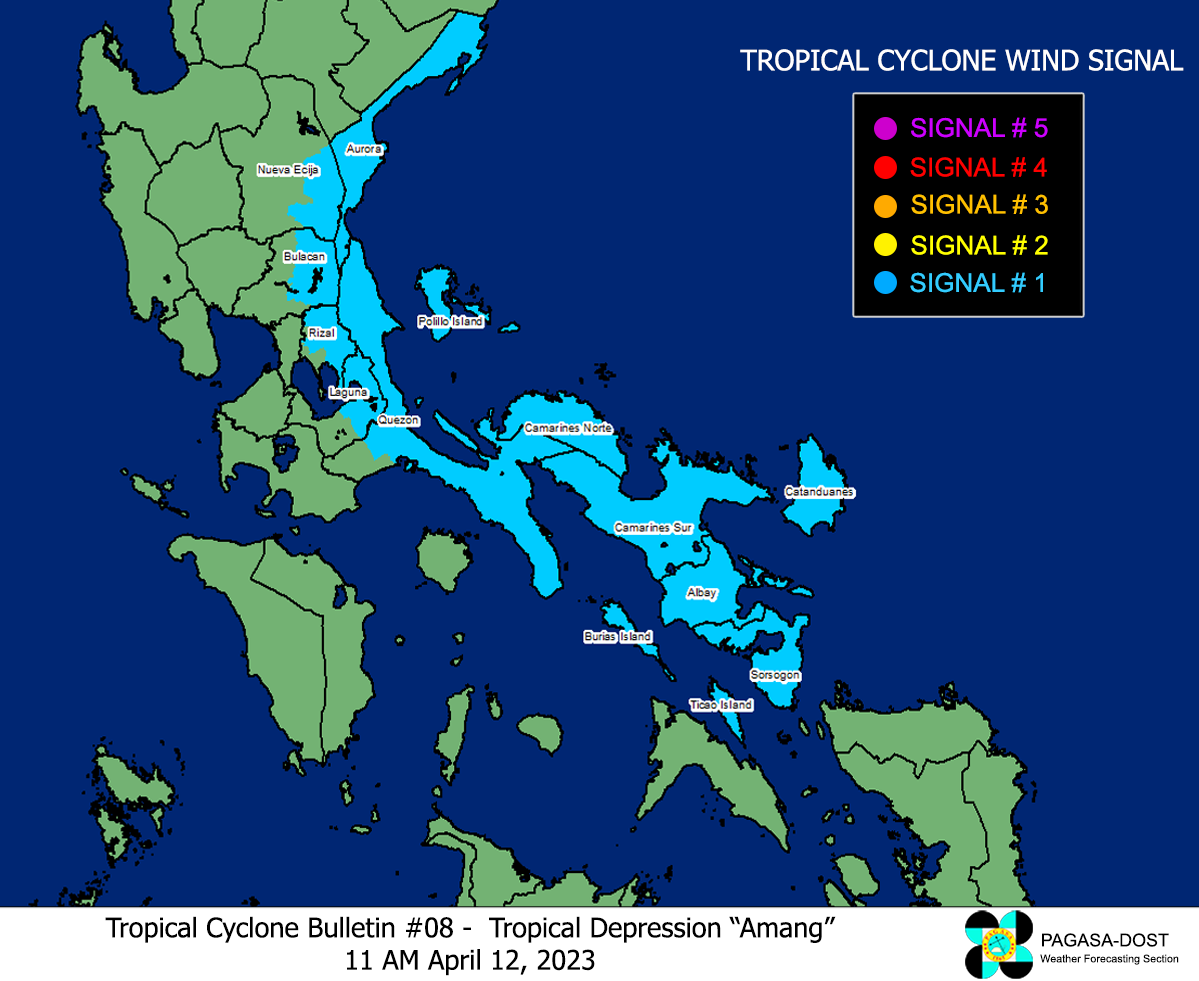 TROPICAL CYCLONE WIND SIGNAL
SIGNAL # 5
SIGNAL # 4
SIGNAL # 3
SIGNAL # 2
SIGNAL # 1
Aurora
Nueva Ecija
Bulacan
Polillo Island
Rizal
Laguna
Quezon
Camarines Norte
Catanduanes
Camarines Sur
Albay
Burias Island
Sorsogon
Ticao Island
Tropical Cyclone Bulletin #08 - Tropical Depression “Amang”
11 AM April 12, 2023
PAGASA
PAGASA-DOST
Weather Forecasting Section